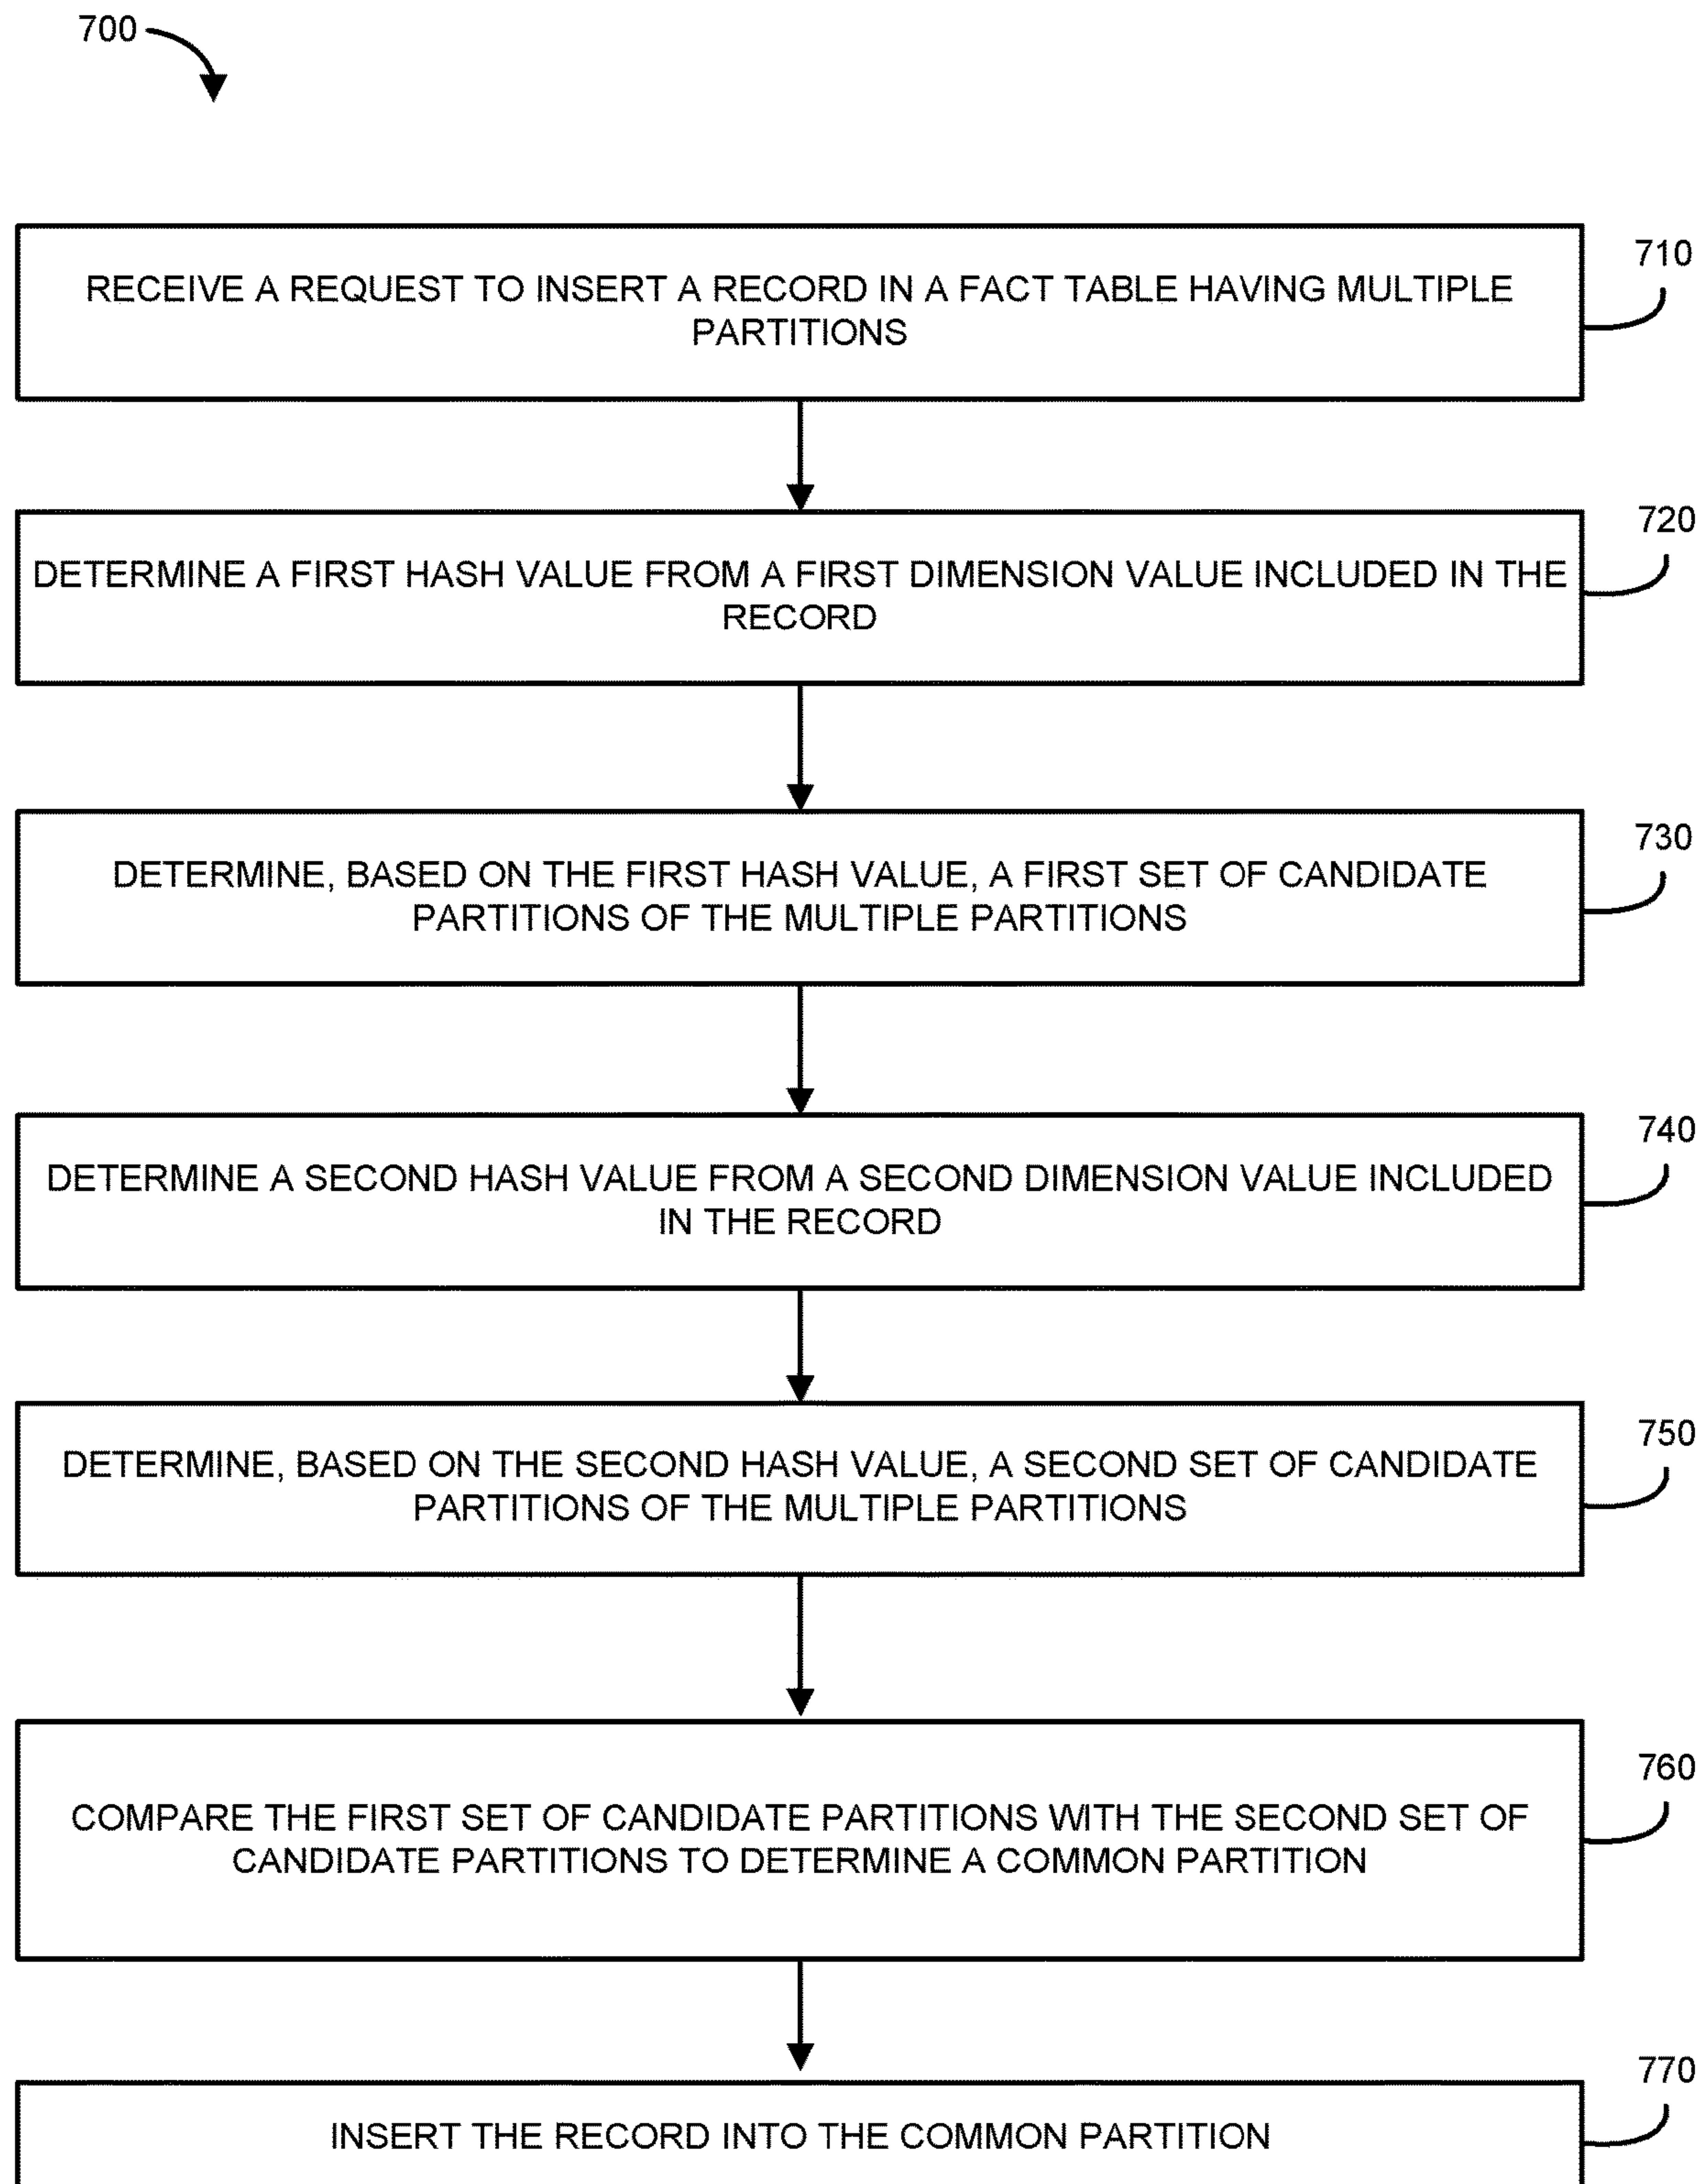 700
710
RECEIVE A REQUEST TO INSERT A RECORD IN A FACT TABLE HAVING MULTIPLE
PARTITIONS
720
DETERMINE A FIRST HASH VALUE FROM A FIRST DIMENSION VALUE INCLUDED IN THE
RECORD
730
DETERMINE, BASED ON THE FIRST HASH VALUE, A FIRST SET OF CANDIDATE
PARTITIONS OF THE MULTIPLE PARTITIONS
740
DETERMINE A SECOND HASH VALUE FROM A SECOND DIMENSION VALUE INCLUDED
IN THE RECORD
750
DETERMINE, BASED ON THE SECOND HASH VALUE, A SECOND SET OF CANDIDATE
PARTITIONS OF THE MULTIPLE PARTITIONS
760
COMPARE THE FIRST SET OF CANDIDATE PARTITIONS WITH THE SECOND SET OF
CANDIDATE PARTITIONS TO DETERMINE A COMMON PARTITION
770
INSERT THE RECORD INTO THE COMMON PARTITION